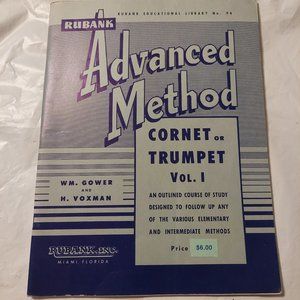 RUBANK EDUCATIONAL LIBRARY No. 96
RUBANK
Advanced
Method
CORNET OR
TRUMPET
VOL. I
WM. GOWER
AND
H. VOXMAN
AN OUTLINED COURSE OF STUDY
DESIGNED TO FOLLOW UP ANY
OF THE VARIOUS ELEMENTARY
AND INTERMEDIATE METHODS
Price $6.00
RUBANK, INC.
MIAMI, FLORIDA